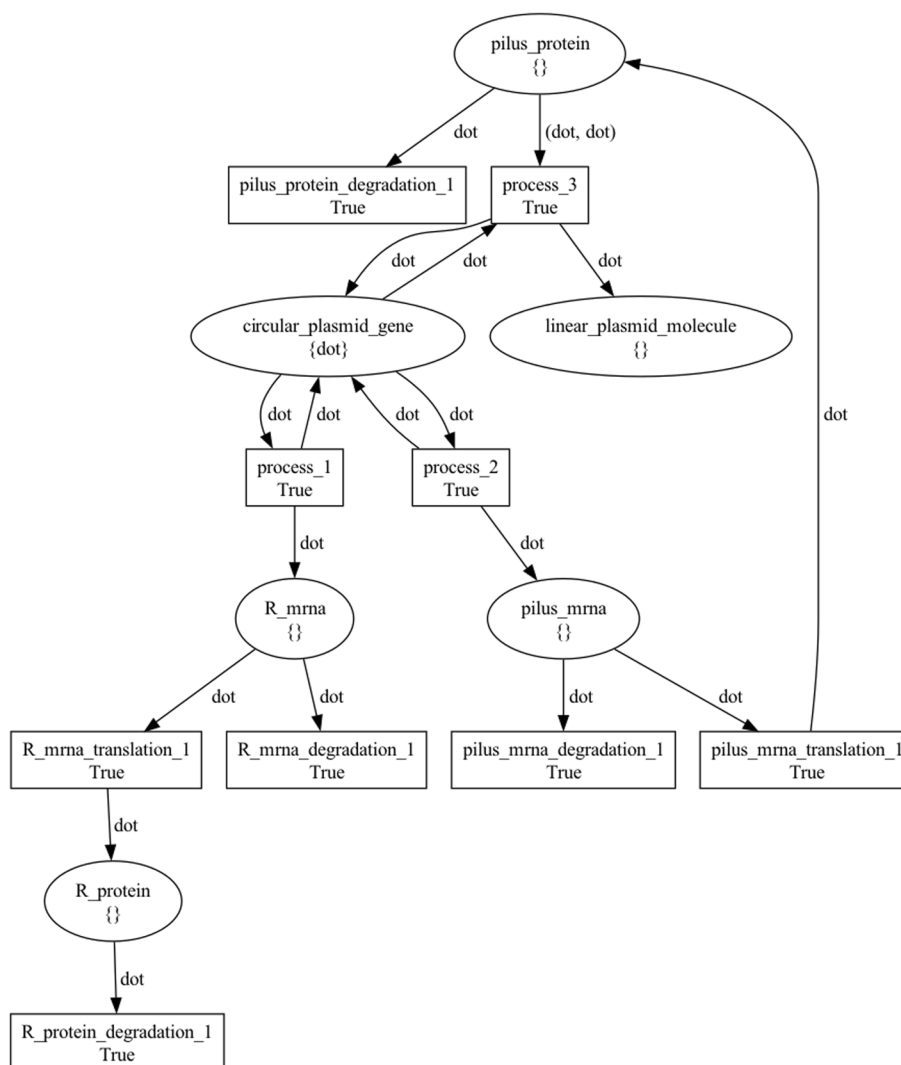 pilus_protein
{}
dot
(dot, dot)
pilus_protein_degradation_1
True
process_3
True
dot
dot
dot
circular_plasmid_gene
{dot}
linear_plasmid_molecule
{}
dot
dot
dot
dot
dot
process_1
True
process_2
True
dot
dot
R_mrna
{}
pilus_mrna
{}
dot
dot
dot
dot
R_mrna_translation_1
True
R_mrna_degradation_1
True
pilus_mrna_degradation_1
True
pilus_mrna_translation_1
True
dot
R_protein
{}
dot
R_protein_degradation_1
True